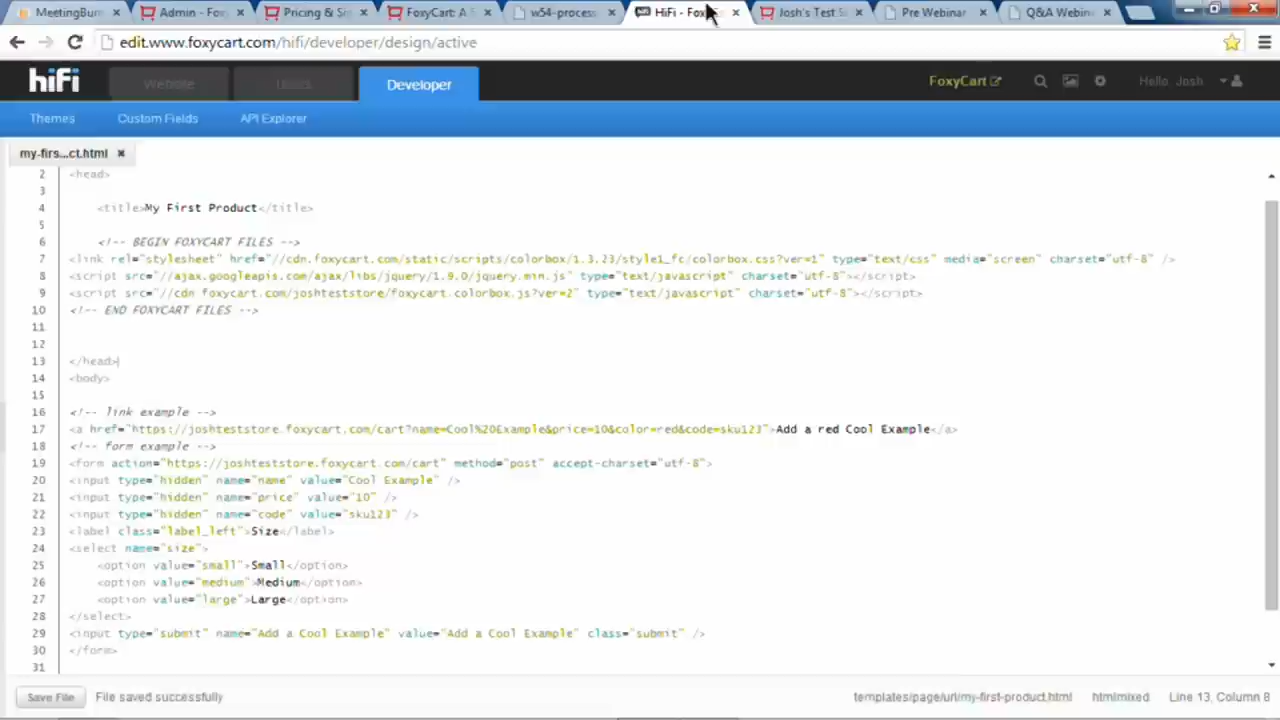 MeetingBur
Admin - Fox
Pricing & Si
FoxyCart: A S
w54-process
HiFi - Fox
Josh's Test S
Pre Webinar
Q&A Webin
edit.www.foxycart.com/hifi/developer/design/active
hifi Website Users Developer FoxyCart Hello, Josh
Themes Custom Fields API Explorer
my-firs...ct.html
2 <head>
3
4 <title>My First Product</title>
5
6 <!-- BEGIN FOXYCART FILES -->
7 <link rel="stylesheet" href="//cdn.foxycart.com/static/scripts/colorbox/1.3.23/style1_fc/colorbox.css?ver=1" type="text/css" media="screen" charset="utf-8" />
8 <script src="//ajax.googleapis.com/ajax/libs/jquery/1.9.0/jquery.min.js" type="text/javascript" charset="utf-8"></script>
9 <script src="//cdn.foxycart.com/joshteststore/foxycart.colorbox.js?ver=2" type="text/javascript" charset="utf-8"></script>
10 <!-- END FOXYCART FILES -->
11
12
13 </head>
14 <body>
15
16 <!-- link example -->
17 <a href="https://joshteststore.foxycart.com/cart?name=Cool%20Example&price=10&color=red&code=sku123">Add a red Cool Example</a>
18 <!-- form example -->
19 <form action="https://joshteststore.foxycart.com/cart" method="post" accept-charset="utf-8">
20 <input type="hidden" name="name" value="Cool Example" />
21 <input type="hidden" name="price" value="10" />
22 <input type="hidden" name="code" value="sku123" />
23 <label class="label_left">Size</label>
24 <select name="size">
25 <option value="small">Small</option>
26 <option value="medium">Medium</option>
27 <option value="large">Large</option>
28 </select>
29 <input type="submit" name="Add a Cool Example" value="Add a Cool Example" class="submit" />
30 </form>
31
Save File File saved successfully templates/page/url/my-first-product.html htmlmixed Line 13, Column 8